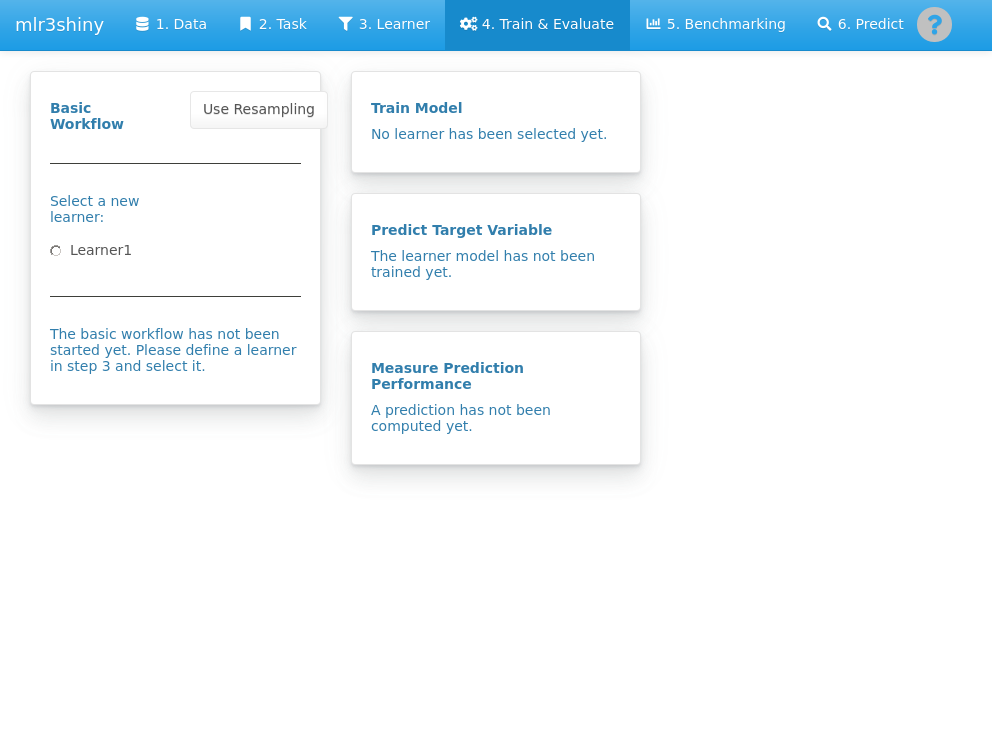 mlr3shiny
1. Data
2. Task
3. Learner
4. Train & Evaluate
5. Benchmarking
6. Predict
?
Basic
Workflow
Use Resampling
Select a new
learner:
Learner1
The basic workflow has not been
started yet. Please define a learner
in step 3 and select it.
Train Model
No learner has been selected yet.
Predict Target Variable
The learner model has not been
trained yet.
Measure Prediction
Performance
A prediction has not been
computed yet.